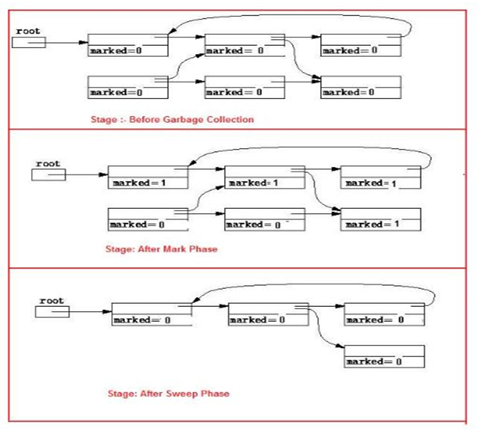 root
marked=0 marked=0 marked=0
marked=0 marked=0 marked=0
Stage :- Before Garbage Collection
root
marked=1 marked=1 marked=1
marked=0 marked=0 marked=1
Stage: After Mark Phase
root
marked=0 marked=0 marked=0
marked=0
Stage: After Sweep Phase